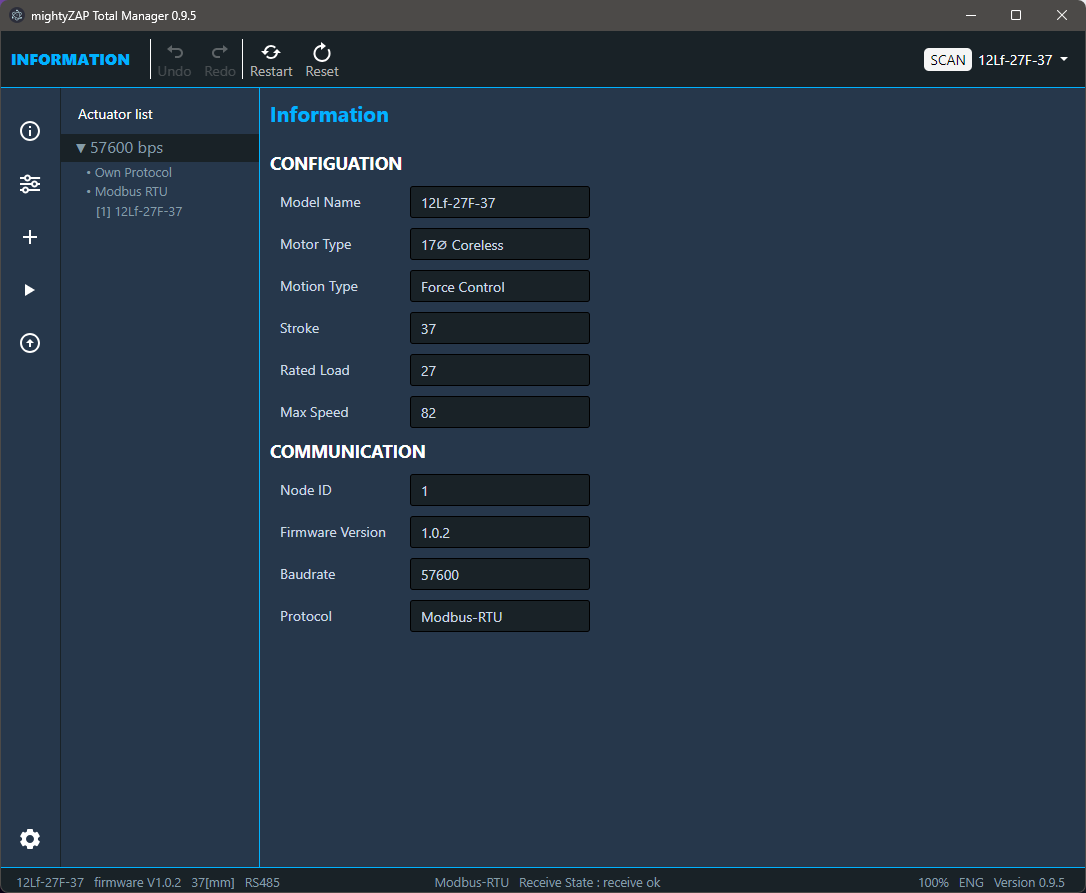 mightyZAP Total Manager 0.9.5
INFORMATION
Undo
Redo
Restart
Reset
SCAN
12Lf-27F-37
Actuator list
▼ 57600 bps
• Own Protocol
• Modbus RTU
[1] 12Lf-27F-37
Information
CONFIGUATION
Model Name 12Lf-27F-37
Motor Type 17Ø Coreless
Motion Type Force Control
Stroke 37
Rated Load 27
Max Speed 82
COMMUNICATION
Node ID 1
Firmware Version 1.0.2
Baudrate 57600
Protocol Modbus-RTU
12Lf-27F-37 firmware V1.0.2 37[mm] RS485 Modbus-RTU Receive State : receive ok 100% ENG Version 0.9.5